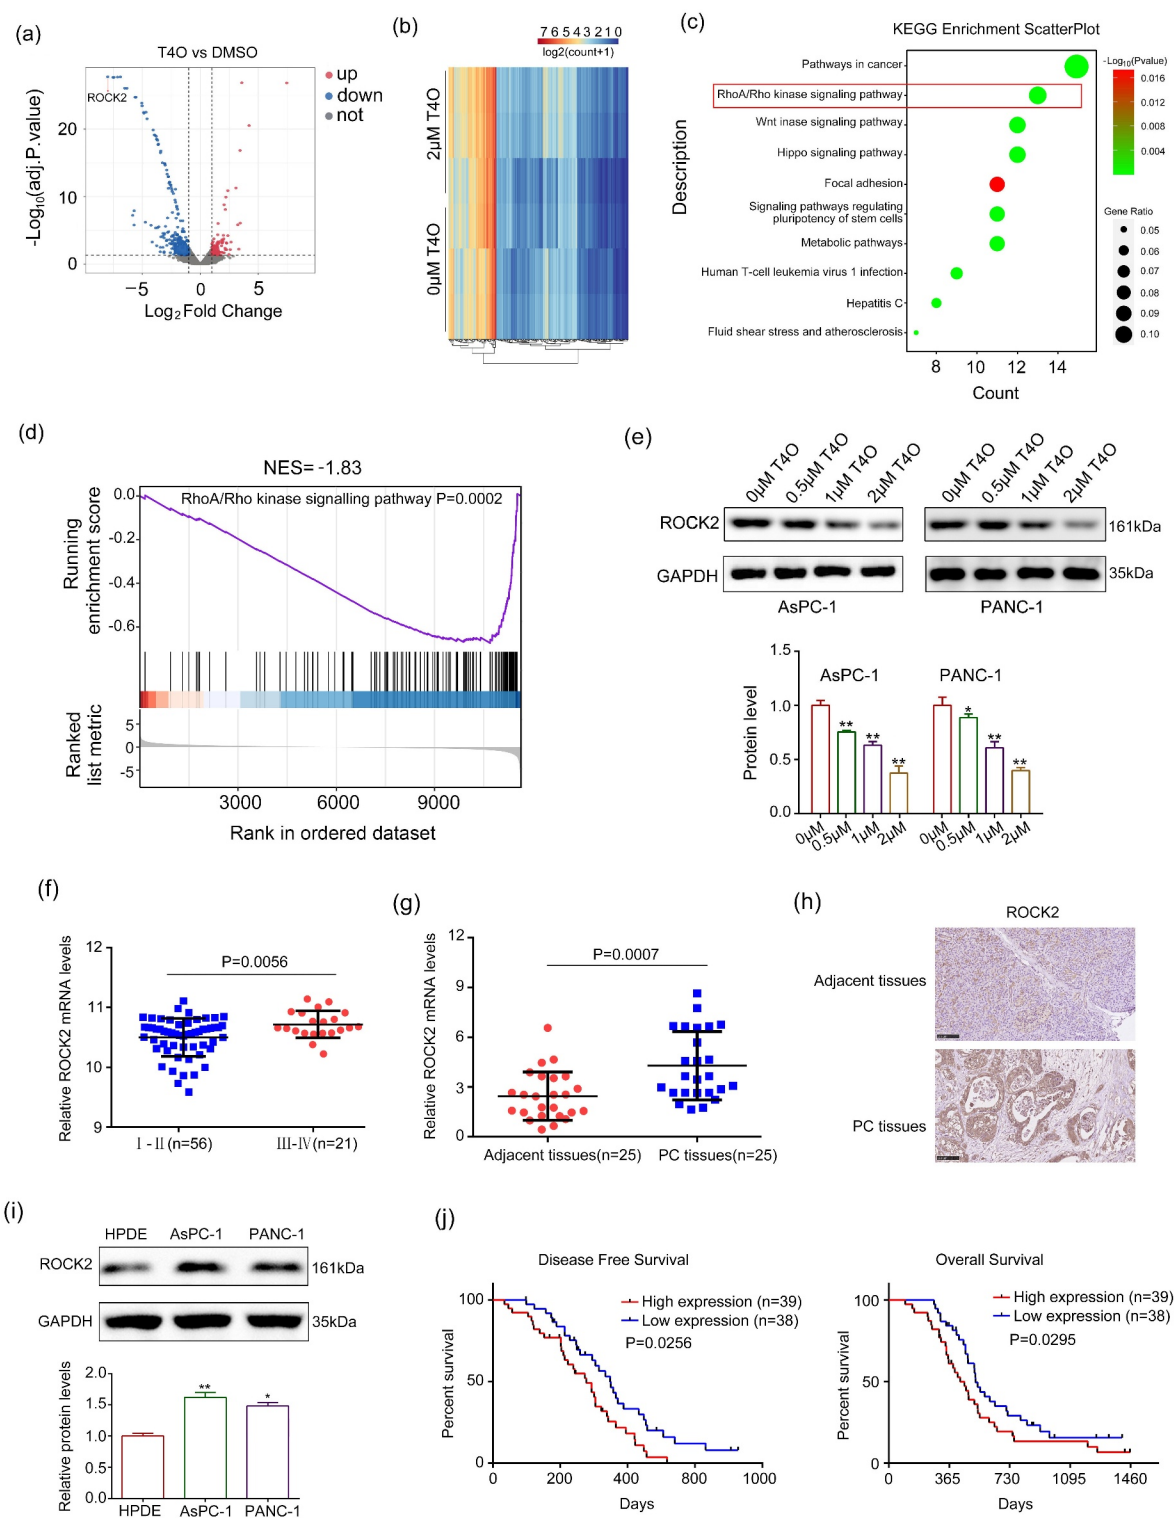 (a)
T4O vs DMSO
up
down
not
ROCK2
-Log10(adj.P.value)
20
10
0
−5
0
5
Log2 Fold Change
(b)
7 6 5 4 3 2 1 0
log2(count+1)
2μM T4O
0μM T4O
(c)
KEGG Enrichment ScatterPlot
Description
Pathways in cancer
RhoA/Rho kinase signaling pathway
Wnt inase signaling pathway
Hippo signaling pathway
Focal adhesion
Signaling pathways regulating
pluripotency of stem cells
Metabolic pathways
Human T-cell leukemia virus 1 infection
Hepatitis C
Fluid shear stress and atherosclerosis
8 10 12 14
Count
-Log10(Pvalue)
0.016
0.012
0.008
0.004
Gene Ratio
0.05
0.06
0.07
0.08
0.09
0.10
(d)
NES= -1.83
RhoA/Rho kinase signalling pathway P=0.0002
Running
enrichment score
0.0
-0.2
-0.4
-0.6
Ranked
list metric
5
0
-5
3000 6000 9000
Rank in ordered dataset
(e)
0μM T4O 0.5μM T4O 1μM T4O 2μM T4O
0μM T4O 0.5μM T4O 1μM T4O 2μM T4O
ROCK2
161kDa
GAPDH
35kDa
AsPC-1
PANC-1
Protein level
1.5
1.0
0.5
0.0
AsPC-1
PANC-1
** ** **
* ** **
0μM 0.5μM 1μM 2μM
0μM 0.5μM 1μM 2μM
(f)
Relative ROCK2 mRNA levels
12
11
10
9
P=0.0056
Ⅰ-Ⅱ(n=56)
Ⅲ-Ⅳ(n=21)
(g)
Relative ROCK2 mRNA levels
12
9
6
3
0
P=0.0007
Adjacent tissues(n=25)
PC tissues(n=25)
(h)
ROCK2
Adjacent tissues
PC tissues
(i)
HPDE AsPC-1 PANC-1
ROCK2
161kDa
GAPDH
35kDa
Relative protein levels
2.0
1.5
1.0
0.5
0.0
**
*
HPDE AsPC-1 PANC-1
(j)
Disease Free Survival
High expression (n=39)
Low expression (n=38)
P=0.0256
Percent survival
100
50
0
0 200 400 600 800 1000
Days
Overall Survival
High expression (n=39)
Low expression (n=38)
P=0.0295
Percent survival
100
50
0
0 365 730 1095 1460
Days